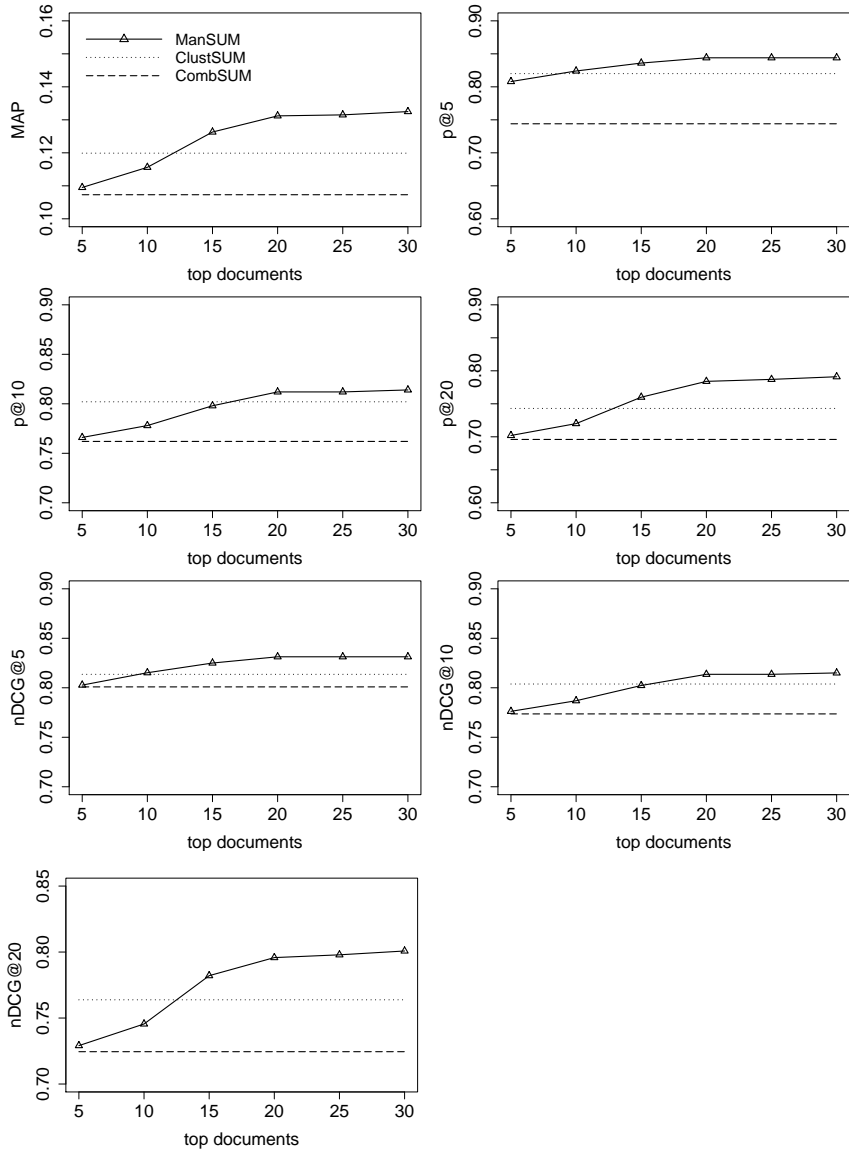 MAP
0.10 0.12 0.14 0.16
ManSUM
ClustSUM
CombSUM
5 10 15 20 25 30
top documents
p@5
0.60 0.70 0.80 0.90
5 10 15 20 25 30
top documents
p@10
0.70 0.75 0.80 0.85 0.90
5 10 15 20 25 30
top documents
p@20
0.60 0.70 0.80 0.90
5 10 15 20 25 30
top documents
nDCG@5
0.70 0.75 0.80 0.85 0.90
5 10 15 20 25 30
top documents
nDCG@10
0.70 0.75 0.80 0.85 0.90
5 10 15 20 25 30
top documents
nDCG@20
0.70 0.75 0.80 0.85
5 10 15 20 25 30
top documents